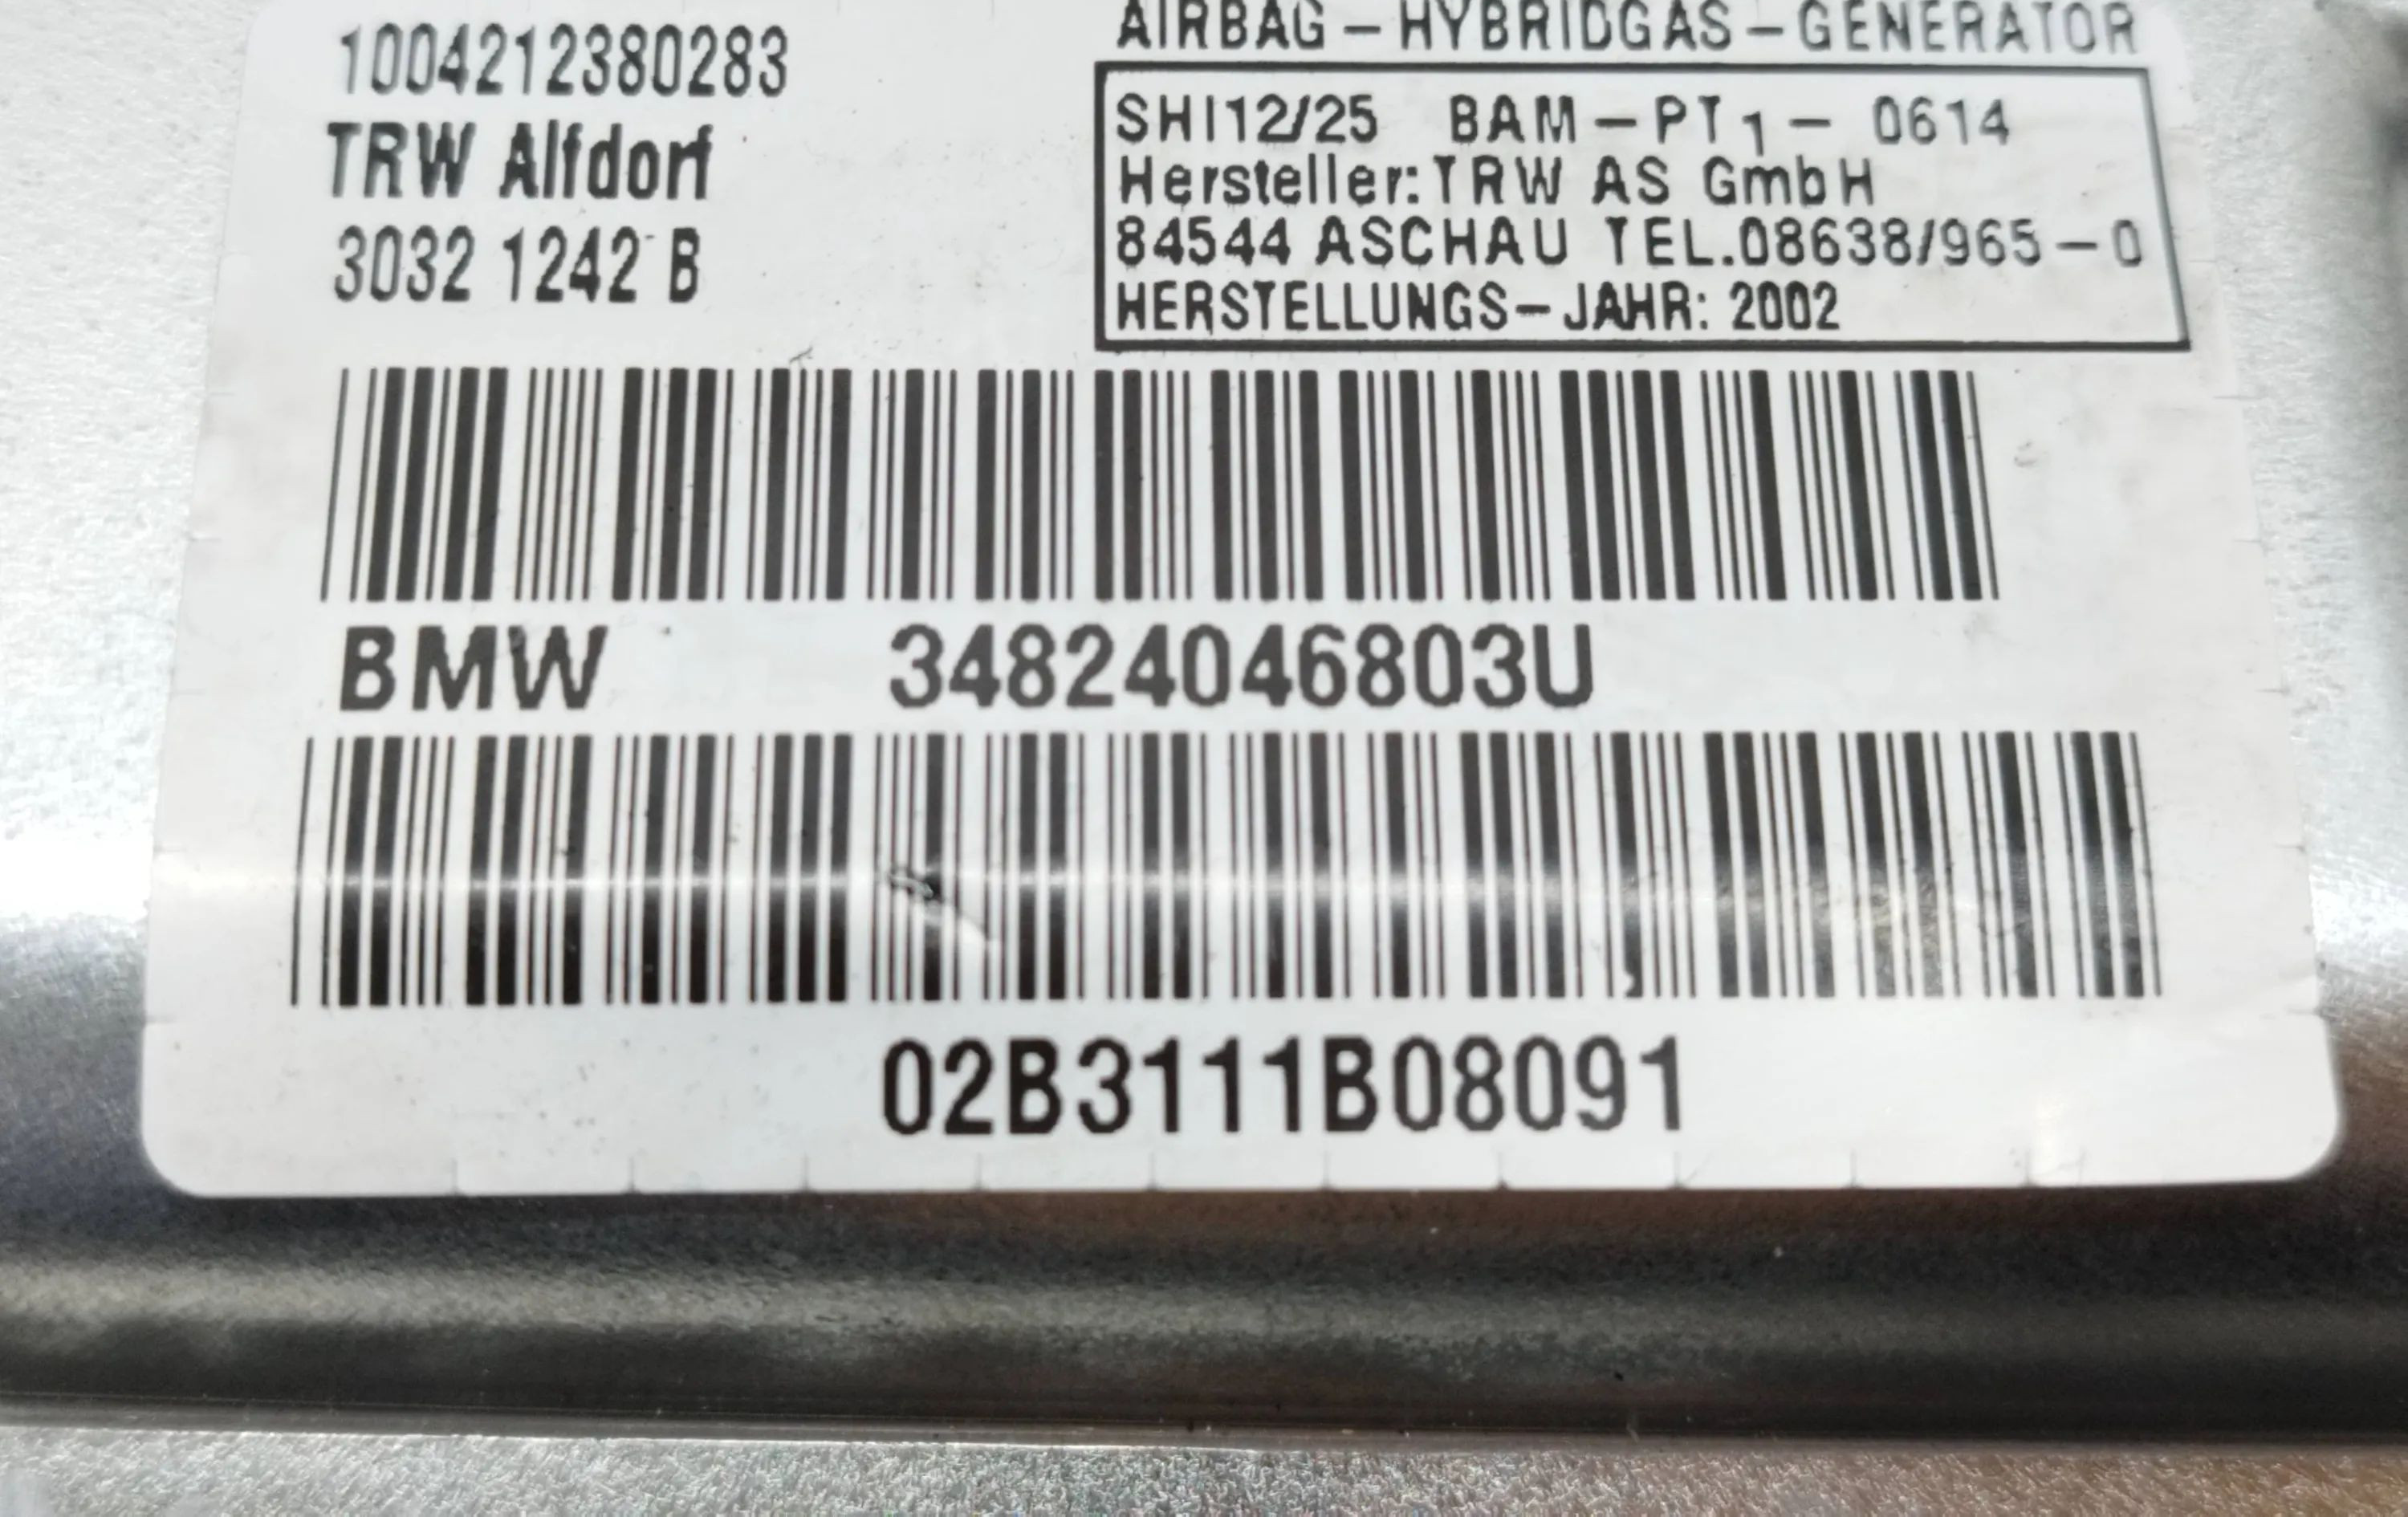 1004212380283
TRW Alfdorf
3032 1242 B
AIRBAG - HYBRIDGAS - GENERATOR
SHI12/25 BAM - PT1 - 0614
Hersteller: TRW AS GmbH
84544 ASCHAU TEL.08638/965-0
HERSTELLUNGS-JAHR: 2002
BMW 34824046803U
02B3111B08091